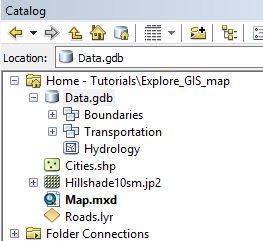 Catalog
Location: Data.gdb
Home - Tutorials\Explore_GIS_map
Data.gdb
Boundaries
Transportation
Hydrology
Cities.shp
Hillshade10sm.jp2
Map.mxd
Roads.lyr
Folder Connections